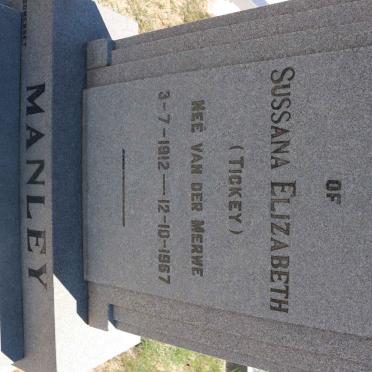 OF
SUSSANA ELIZABETH
(TICKEY)
NEE VAN DER MERWE
3-7-1912—12-10-1967
MANLEY